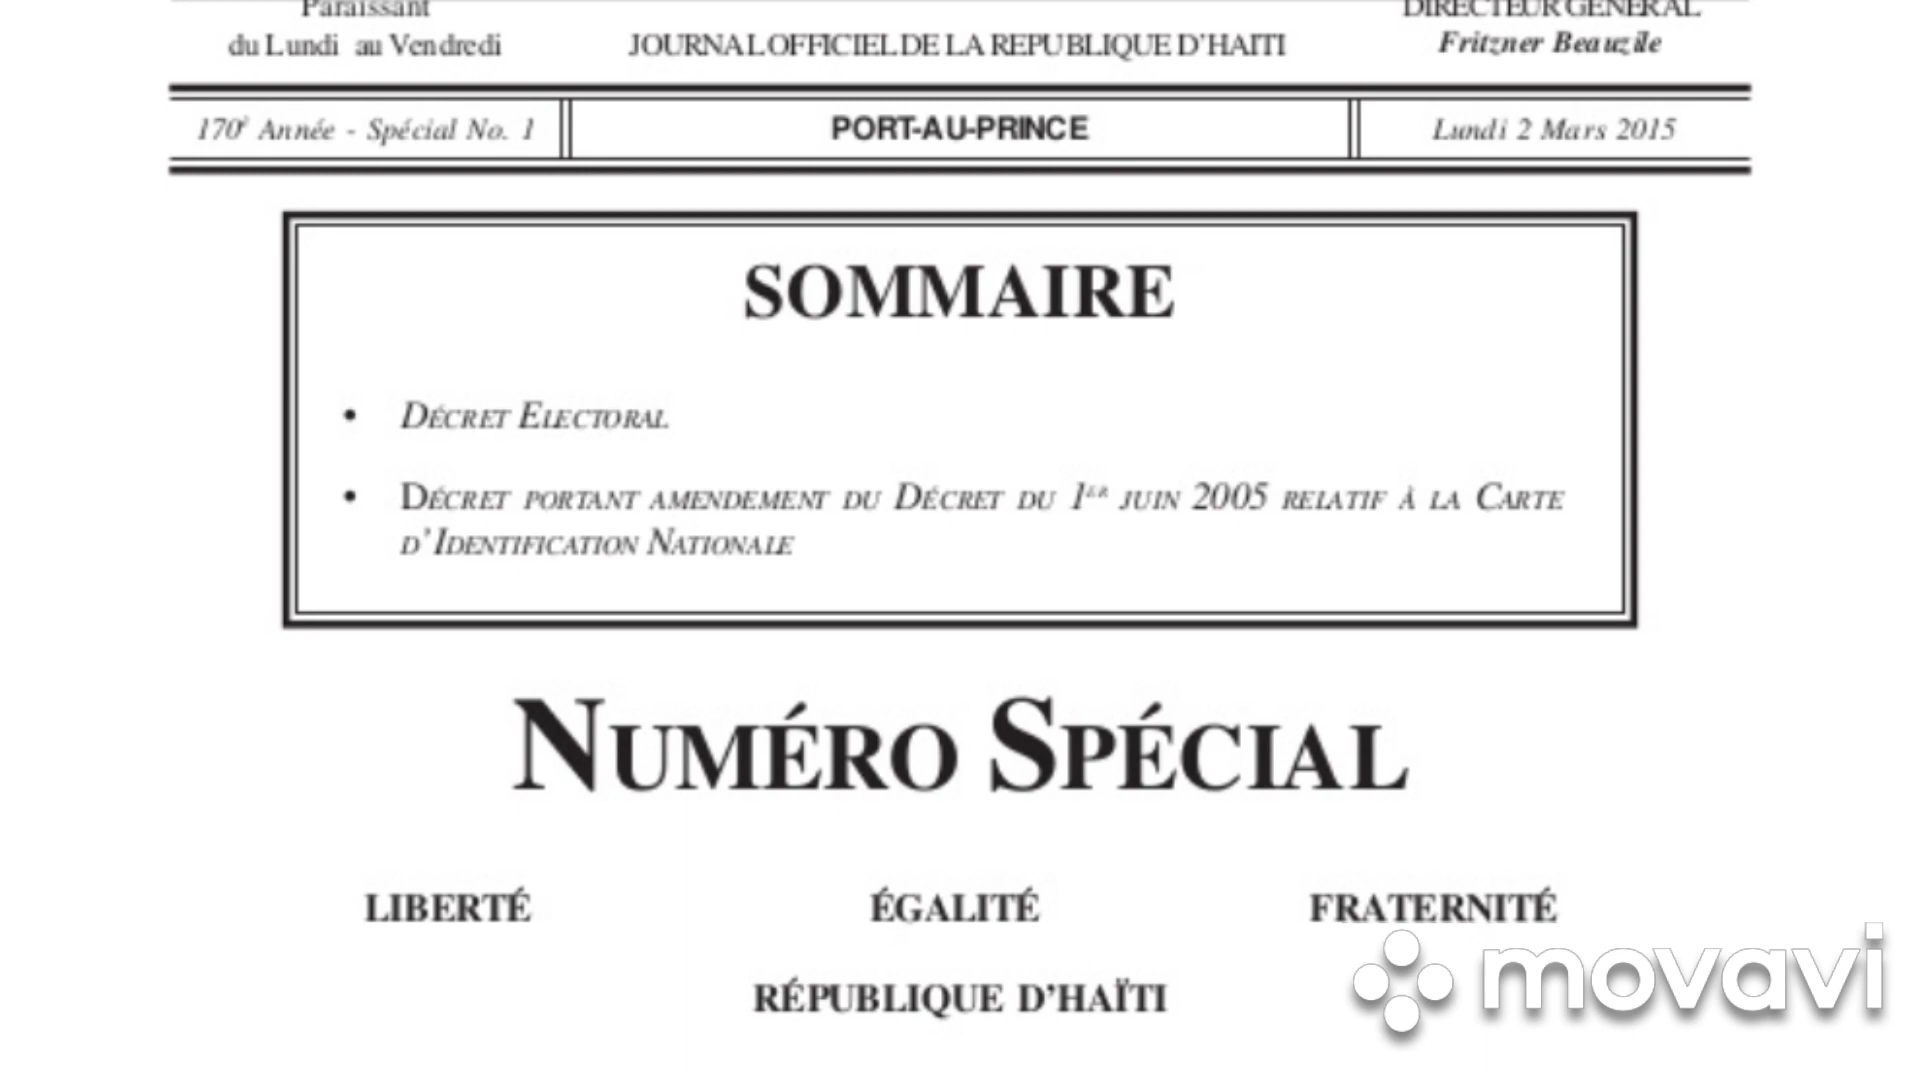 Paraissant
du Lundi au Vendredi
JOURNAL OFFICIEL DE LA REPUBLIQUE D'HAITI
DIRECTEUR GENERAL
Fritzner Beauzile
170è Année - Spécial No. 1
PORT-AU-PRINCE
Lundi 2 Mars 2015
SOMMAIRE
• DÉCRET ELECTORAL
• DÉCRET PORTANT AMENDEMENT DU DÉCRET DU 1ER JUIN 2005 RELATIF À LA CARTE
D'IDENTIFICATION NATIONALE
NUMÉRO SPÉCIAL
LIBERTÉ ÉGALITÉ FRATERNITÉ
RÉPUBLIQUE D'HAÏTI
movavi